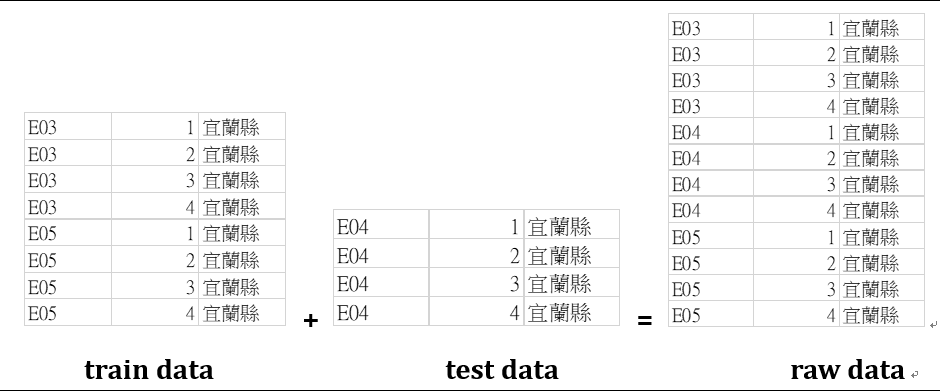 E03 1 宜蘭縣
E03 2 宜蘭縣
E03 3 宜蘭縣
E03 4 宜蘭縣
E05 1 宜蘭縣
E05 2 宜蘭縣
E05 3 宜蘭縣
E05 4 宜蘭縣
train data
+
E04 1 宜蘭縣
E04 2 宜蘭縣
E04 3 宜蘭縣
E04 4 宜蘭縣
test data
=
E03 1 宜蘭縣
E03 2 宜蘭縣
E03 3 宜蘭縣
E03 4 宜蘭縣
E04 1 宜蘭縣
E04 2 宜蘭縣
E04 3 宜蘭縣
E04 4 宜蘭縣
E05 1 宜蘭縣
E05 2 宜蘭縣
E05 3 宜蘭縣
E05 4 宜蘭縣
raw data